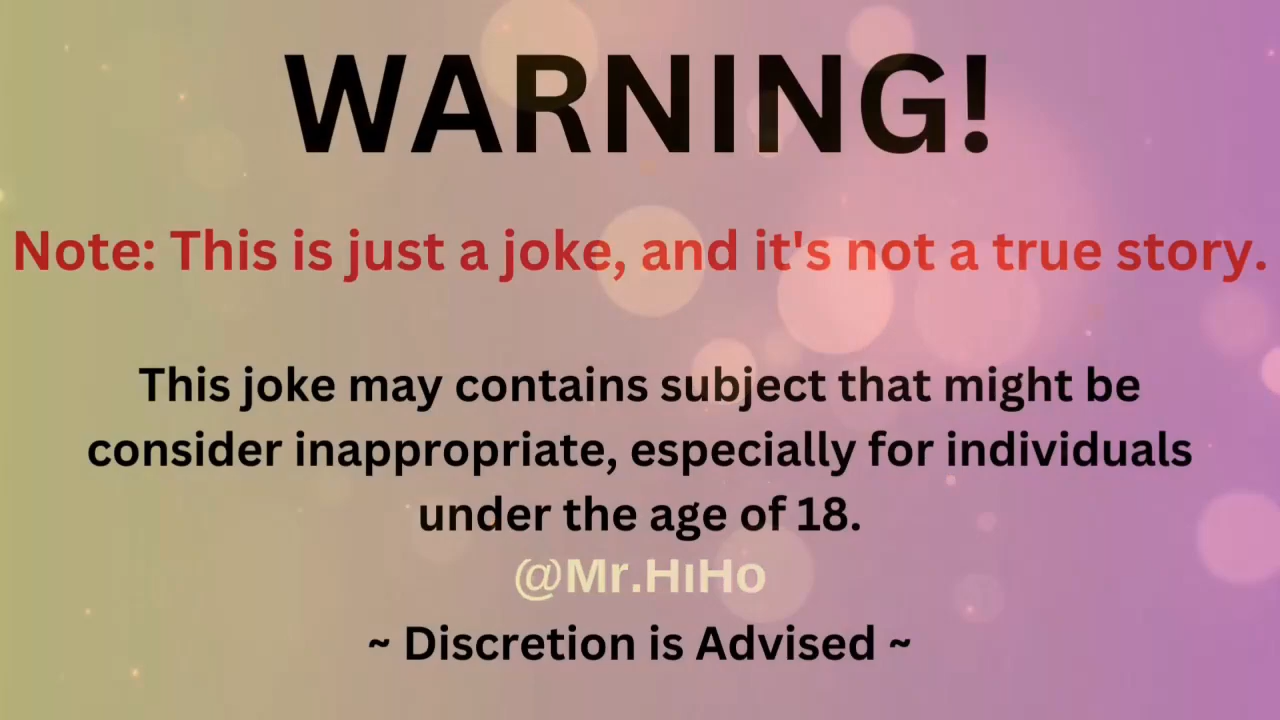 WARNING!
Note: This is just a joke, and it's not a true story.
This joke may contains subject that might be
consider inappropriate, especially for individuals
under the age of 18.
@Mr.HiHo
~ Discretion is Advised ~